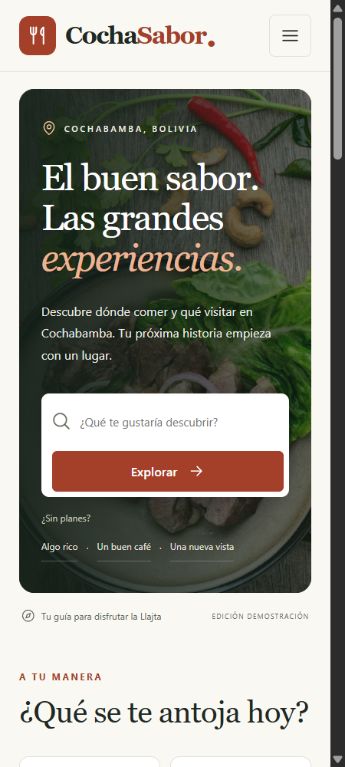 CochaSabor.
COCHABAMBA, BOLIVIA
El buen sabor.
Las grandes
experiencias.
Descubre dónde comer y qué visitar en
Cochabamba. Tu próxima historia empieza
con un lugar.
¿Qué te gustaría descubrir?
Explorar →
¿Sin planes?
Algo rico · Un buen café · Una nueva vista
Tu guía para disfrutar la Llajta
EDICIÓN DEMOSTRACIÓN
A TU MANERA
¿Qué se te antoja hoy?